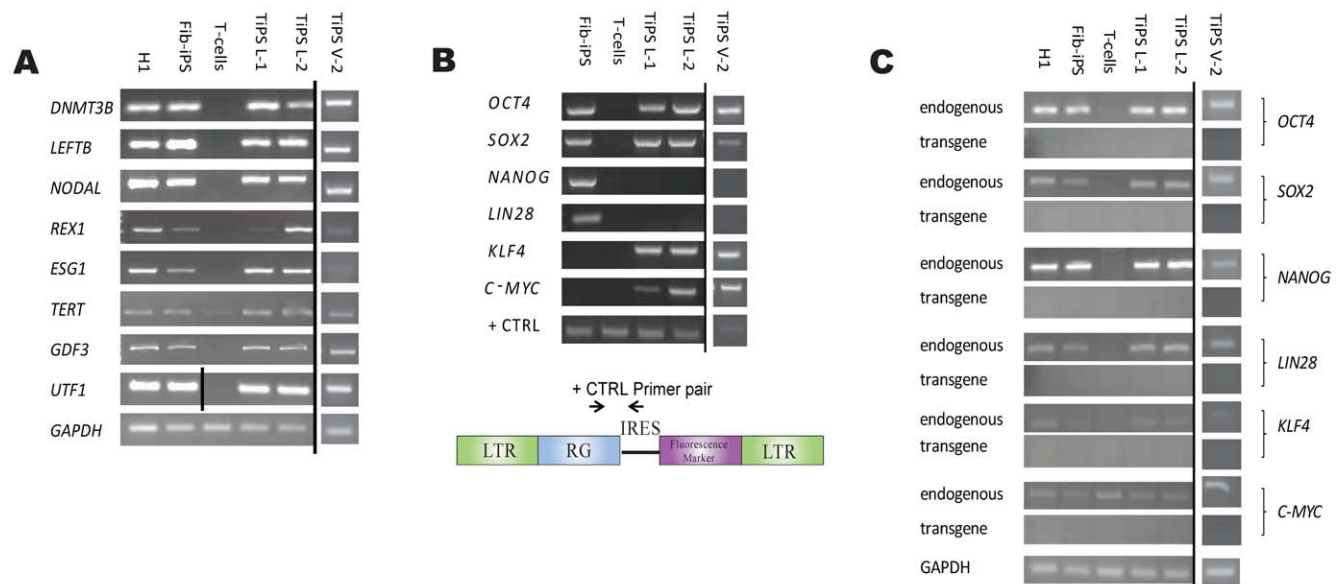 A
H1
Fib-iPS
T-cells
TiPS L-1
TiPS L-2
TiPS V-2
DNMT3B
LEFTB
NODAL
REX1
ESG1
TERT
GDF3
UTF1
GAPDH
B
Fib-iPS
T-cells
TiPS L-1
TiPS L-2
TiPS V-2
OCT4
SOX2
NANOG
LIN28
KLF4
C-MYC
+ CTRL
+ CTRL Primer pair
IRES
LTR
RG
Fluorescence
Marker
LTR
C
H1
Fib-iPS
T-cells
TiPS L-1
TiPS L-2
TiPS V-2
endogenous
transgene
OCT4
endogenous
transgene
SOX2
endogenous
transgene
NANOG
endogenous
transgene
LIN28
endogenous
transgene
KLF4
endogenous
transgene
C-MYC
GAPDH